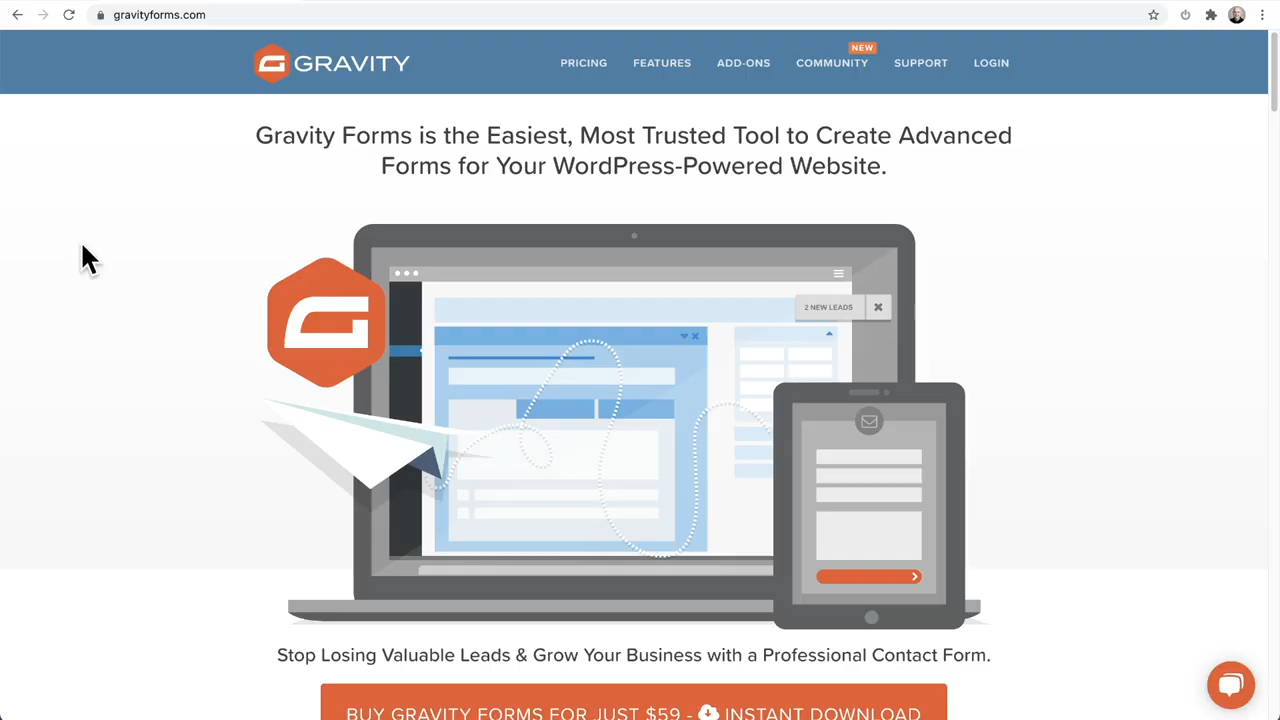 gravityforms.com
GRAVITY
PRICING
FEATURES
ADD-ONS
NEW
COMMUNITY
SUPPORT
LOGIN
Gravity Forms is the Easiest, Most Trusted Tool to Create Advanced
Forms for Your WordPress-Powered Website.
2 NEW LEADS
Stop Losing Valuable Leads & Grow Your Business with a Professional Contact Form.
BUY GRAVITY FORMS FOR JUST $59 - INSTANT DOWNLOAD